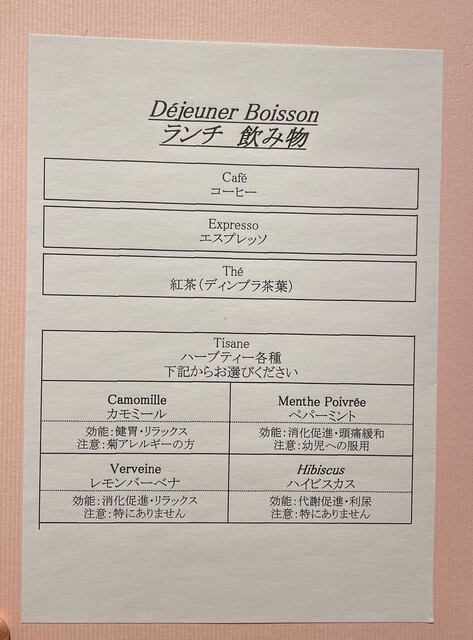 Déjeuner Boisson
ランチ 飲み物
Café
コーヒー
Expresso
エスプレッソ
Thé
紅茶（ディンブラ茶葉）
Tisane
ハーブティー各種
下記からお選びください
Camomille
カモミール
効能：健胃・リラックス
注意：菊アレルギーの方
Menthe Poivrée
ペパーミント
効能：消化促進・頭痛緩和
注意：幼児への服用
Verveine
レモンバーベナ
効能：消化促進・リラックス
注意：特にありません
Hibiscus
ハイビスカス
効能：代謝促進・利尿
注意：特にありません